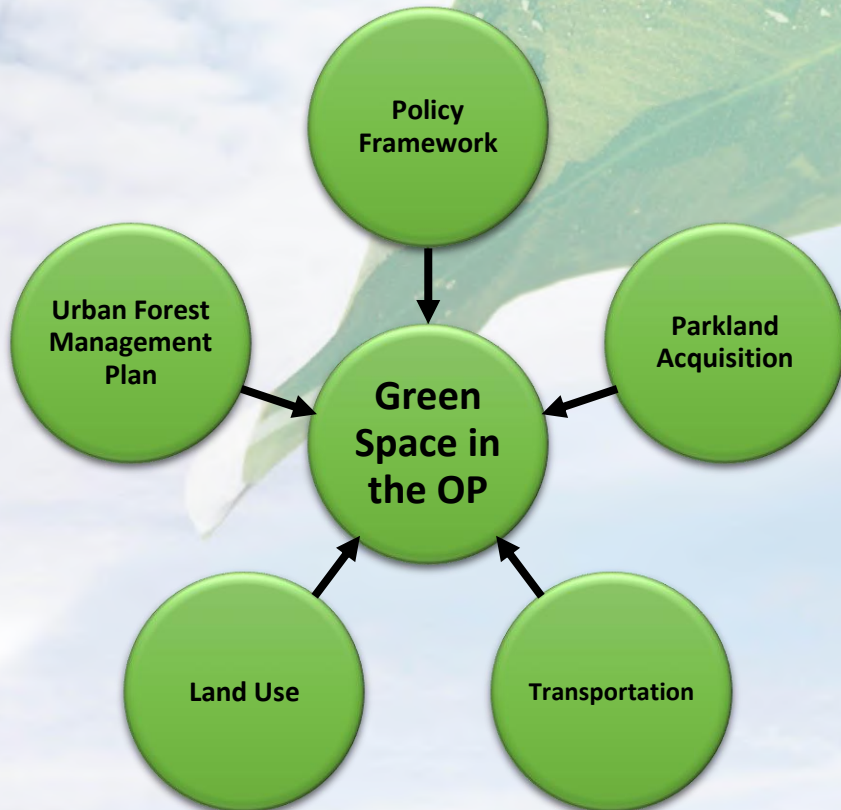 Policy
Framework
Urban Forest
Management
Plan
Parkland
Acquisition
Green
Space in
the OP
Land Use
Transportation